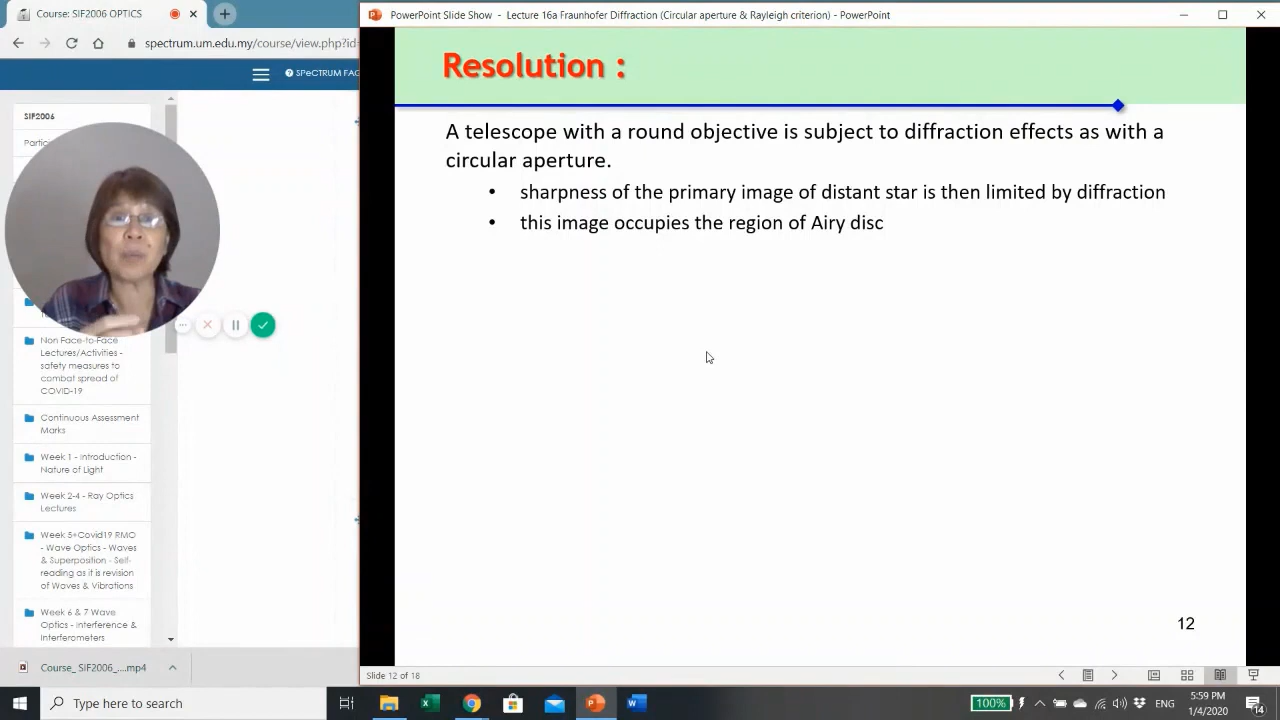 Course: SIF2006 OPTICS
spectrum.um.edu.my/course/view.php?id=
SPeCTRUM FAQ
SIF2006
Partic
Non Face-to-Face
Lectures/Activities -
safety measures to
combat spread of
COVID-19
Continuous Assessment
Marks
Week 1 - Introduction -
Nature of Light
Week 2-4 - Ray Optics
Lectures
Week 5+Covid19 RMO
- Wave Optics - Waves
& Superposition - Self-
reading as it is revision
of Waves & Vibrations
Week 6 & 7 Wave
Optics - Interference &
Interferometers
Course_SIF2006_....mp4
PowerPoint Slide Show - Lecture 16a Fraunhofer Diffraction (Circular aperture & Rayleigh criterion) - PowerPoint
Resolution :
A telescope with a round objective is subject to diffraction effects as with a
circular aperture.
• sharpness of the primary image of distant star is then limited by diffraction
• this image occupies the region of Airy disc
12
Slide 12 of 18
Type here to search
100%
ENG
5:59 PM
1/4/2020
14